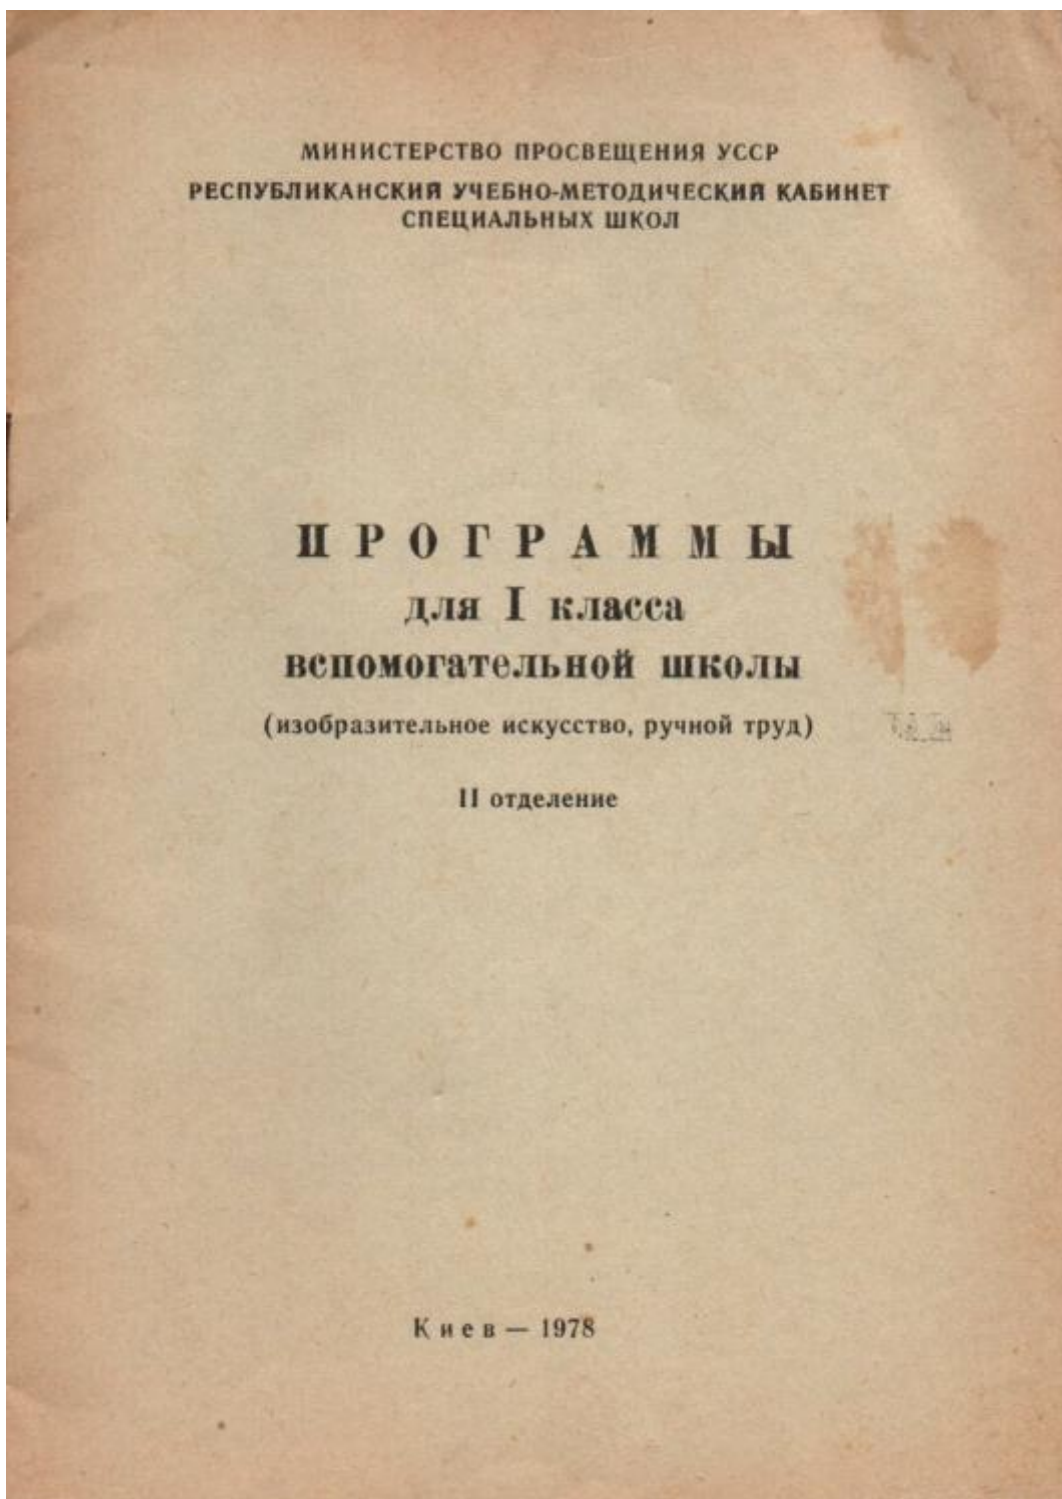 МИНИСТЕРСТВО ПРОСВЕЩЕНИЯ УССР
РЕСПУБЛИКАНСКИЙ УЧЕБНО-МЕТОДИЧЕСКИЙ КАБИНЕТ
СПЕЦИАЛЬНЫХ ШКОЛ
ПРОГРАММЫ
для I класса
вспомогательной школы
(изобразительное искусство, ручной труд)
II отделение
Киев — 1978